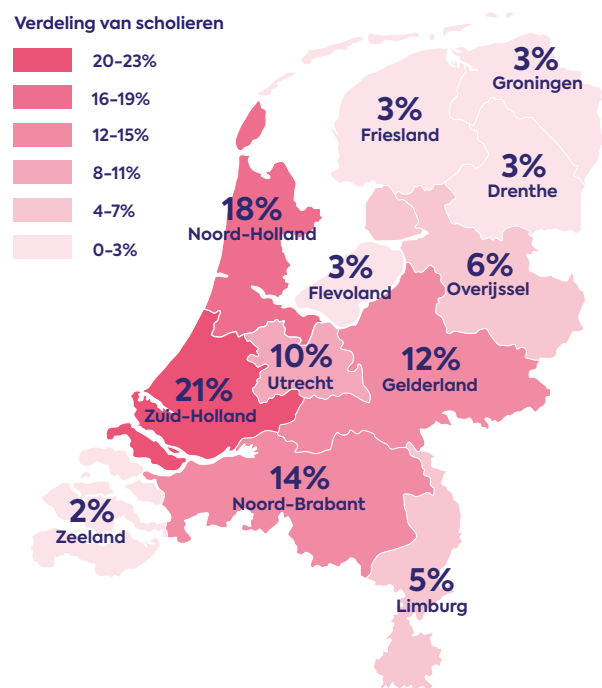 Verdeling van scholieren
20–23%
16–19%
12–15%
8–11%
4–7%
0–3%
3%
Groningen
3%
Friesland
3%
Drenthe
18%
Noord-Holland
3%
Flevoland
6%
Overijssel
10%
Utrecht
12%
Gelderland
21%
Zuid-Holland
14%
Noord-Brabant
2%
Zeeland
5%
Limburg